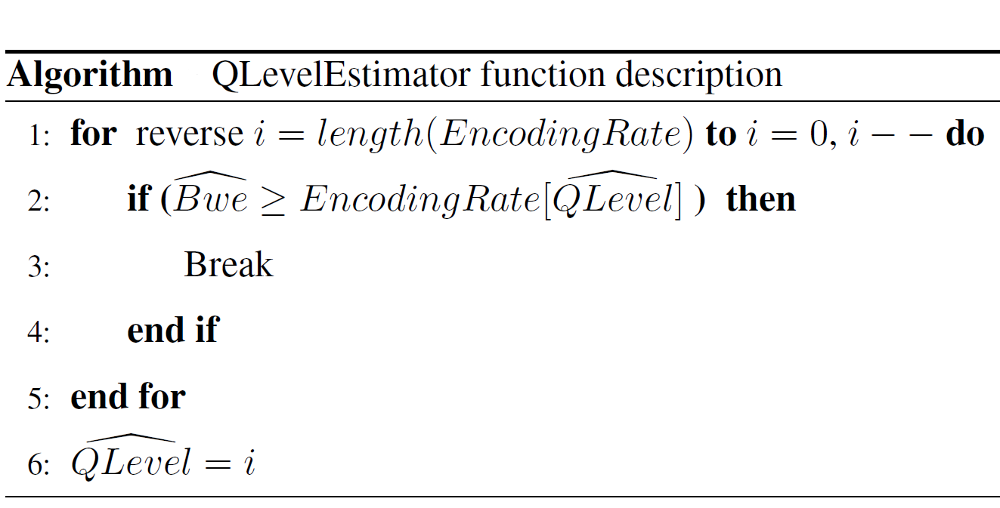 Algorithm QLevelEstimator function description
1: for reverse i = length(EncodingRate) to i = 0, i − − do
2: if (\widehat{Bwe} ≥ EncodingRate[\widehat{QLevel}] ) then
3: Break
4: end if
5: end for
6: \widehat{QLevel} = i